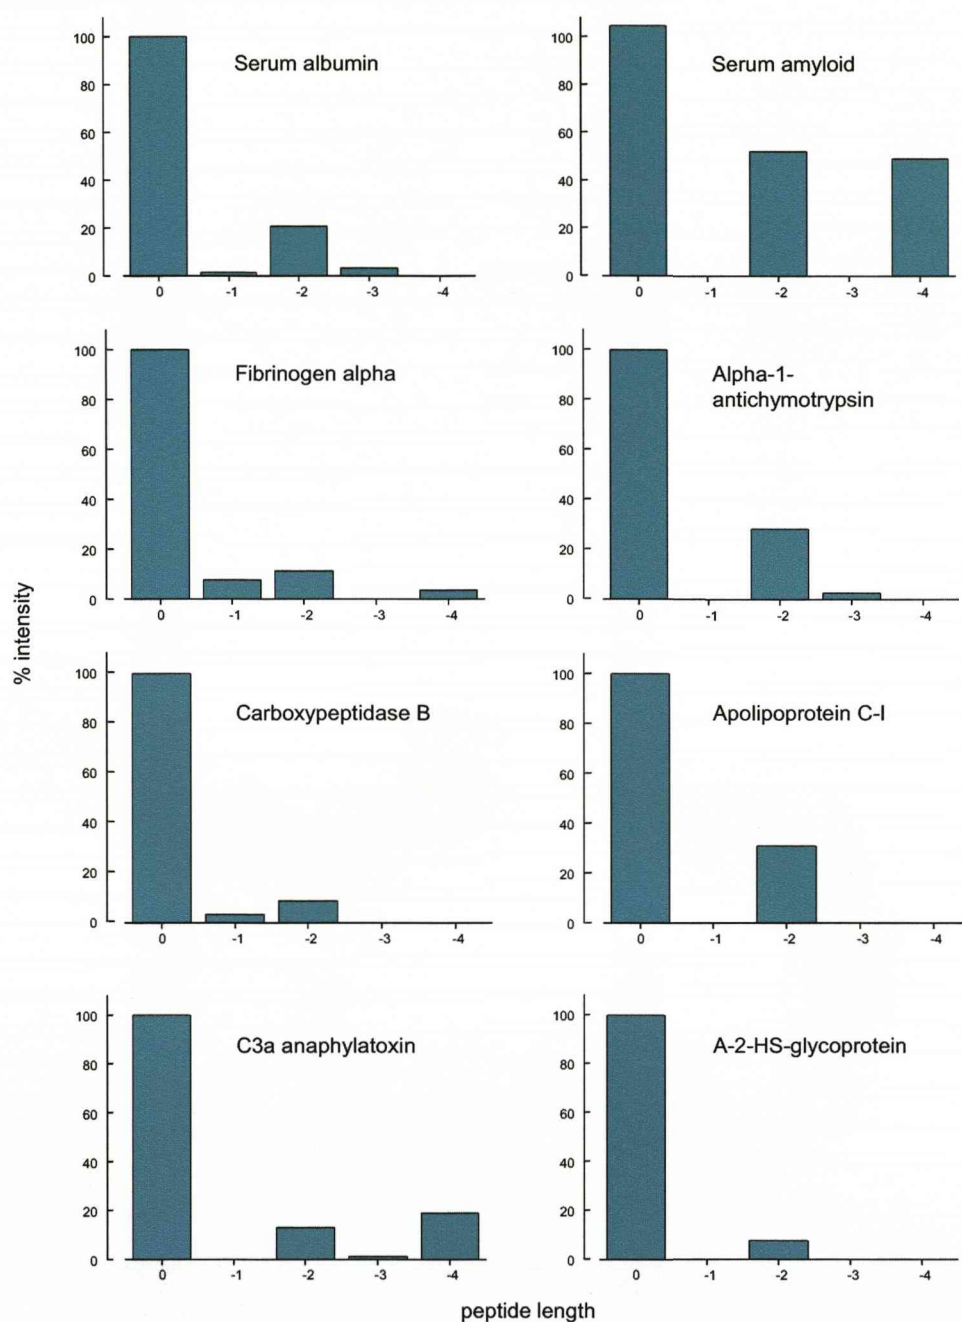 Serum albumin
100
80
60
40
20
0
0 -1 -2 -3 -4
Serum amyloid
100
80
60
40
20
0
0 -1 -2 -3 -4
Fibrinogen alpha
100
80
60
40
20
0
0 -1 -2 -3 -4
Alpha-1-
antichymotrypsin
100
80
60
40
20
0
0 -1 -2 -3 -4
% intensity
Carboxypeptidase B
100
80
60
40
20
0
0 -1 -2 -3 -4
Apolipoprotein C-I
100
80
60
40
20
0
0 -1 -2 -3 -4
C3a anaphylatoxin
100
80
60
40
20
0
0 -1 -2 -3 -4
A-2-HS-glycoprotein
100
80
60
40
20
0
0 -1 -2 -3 -4
peptide length